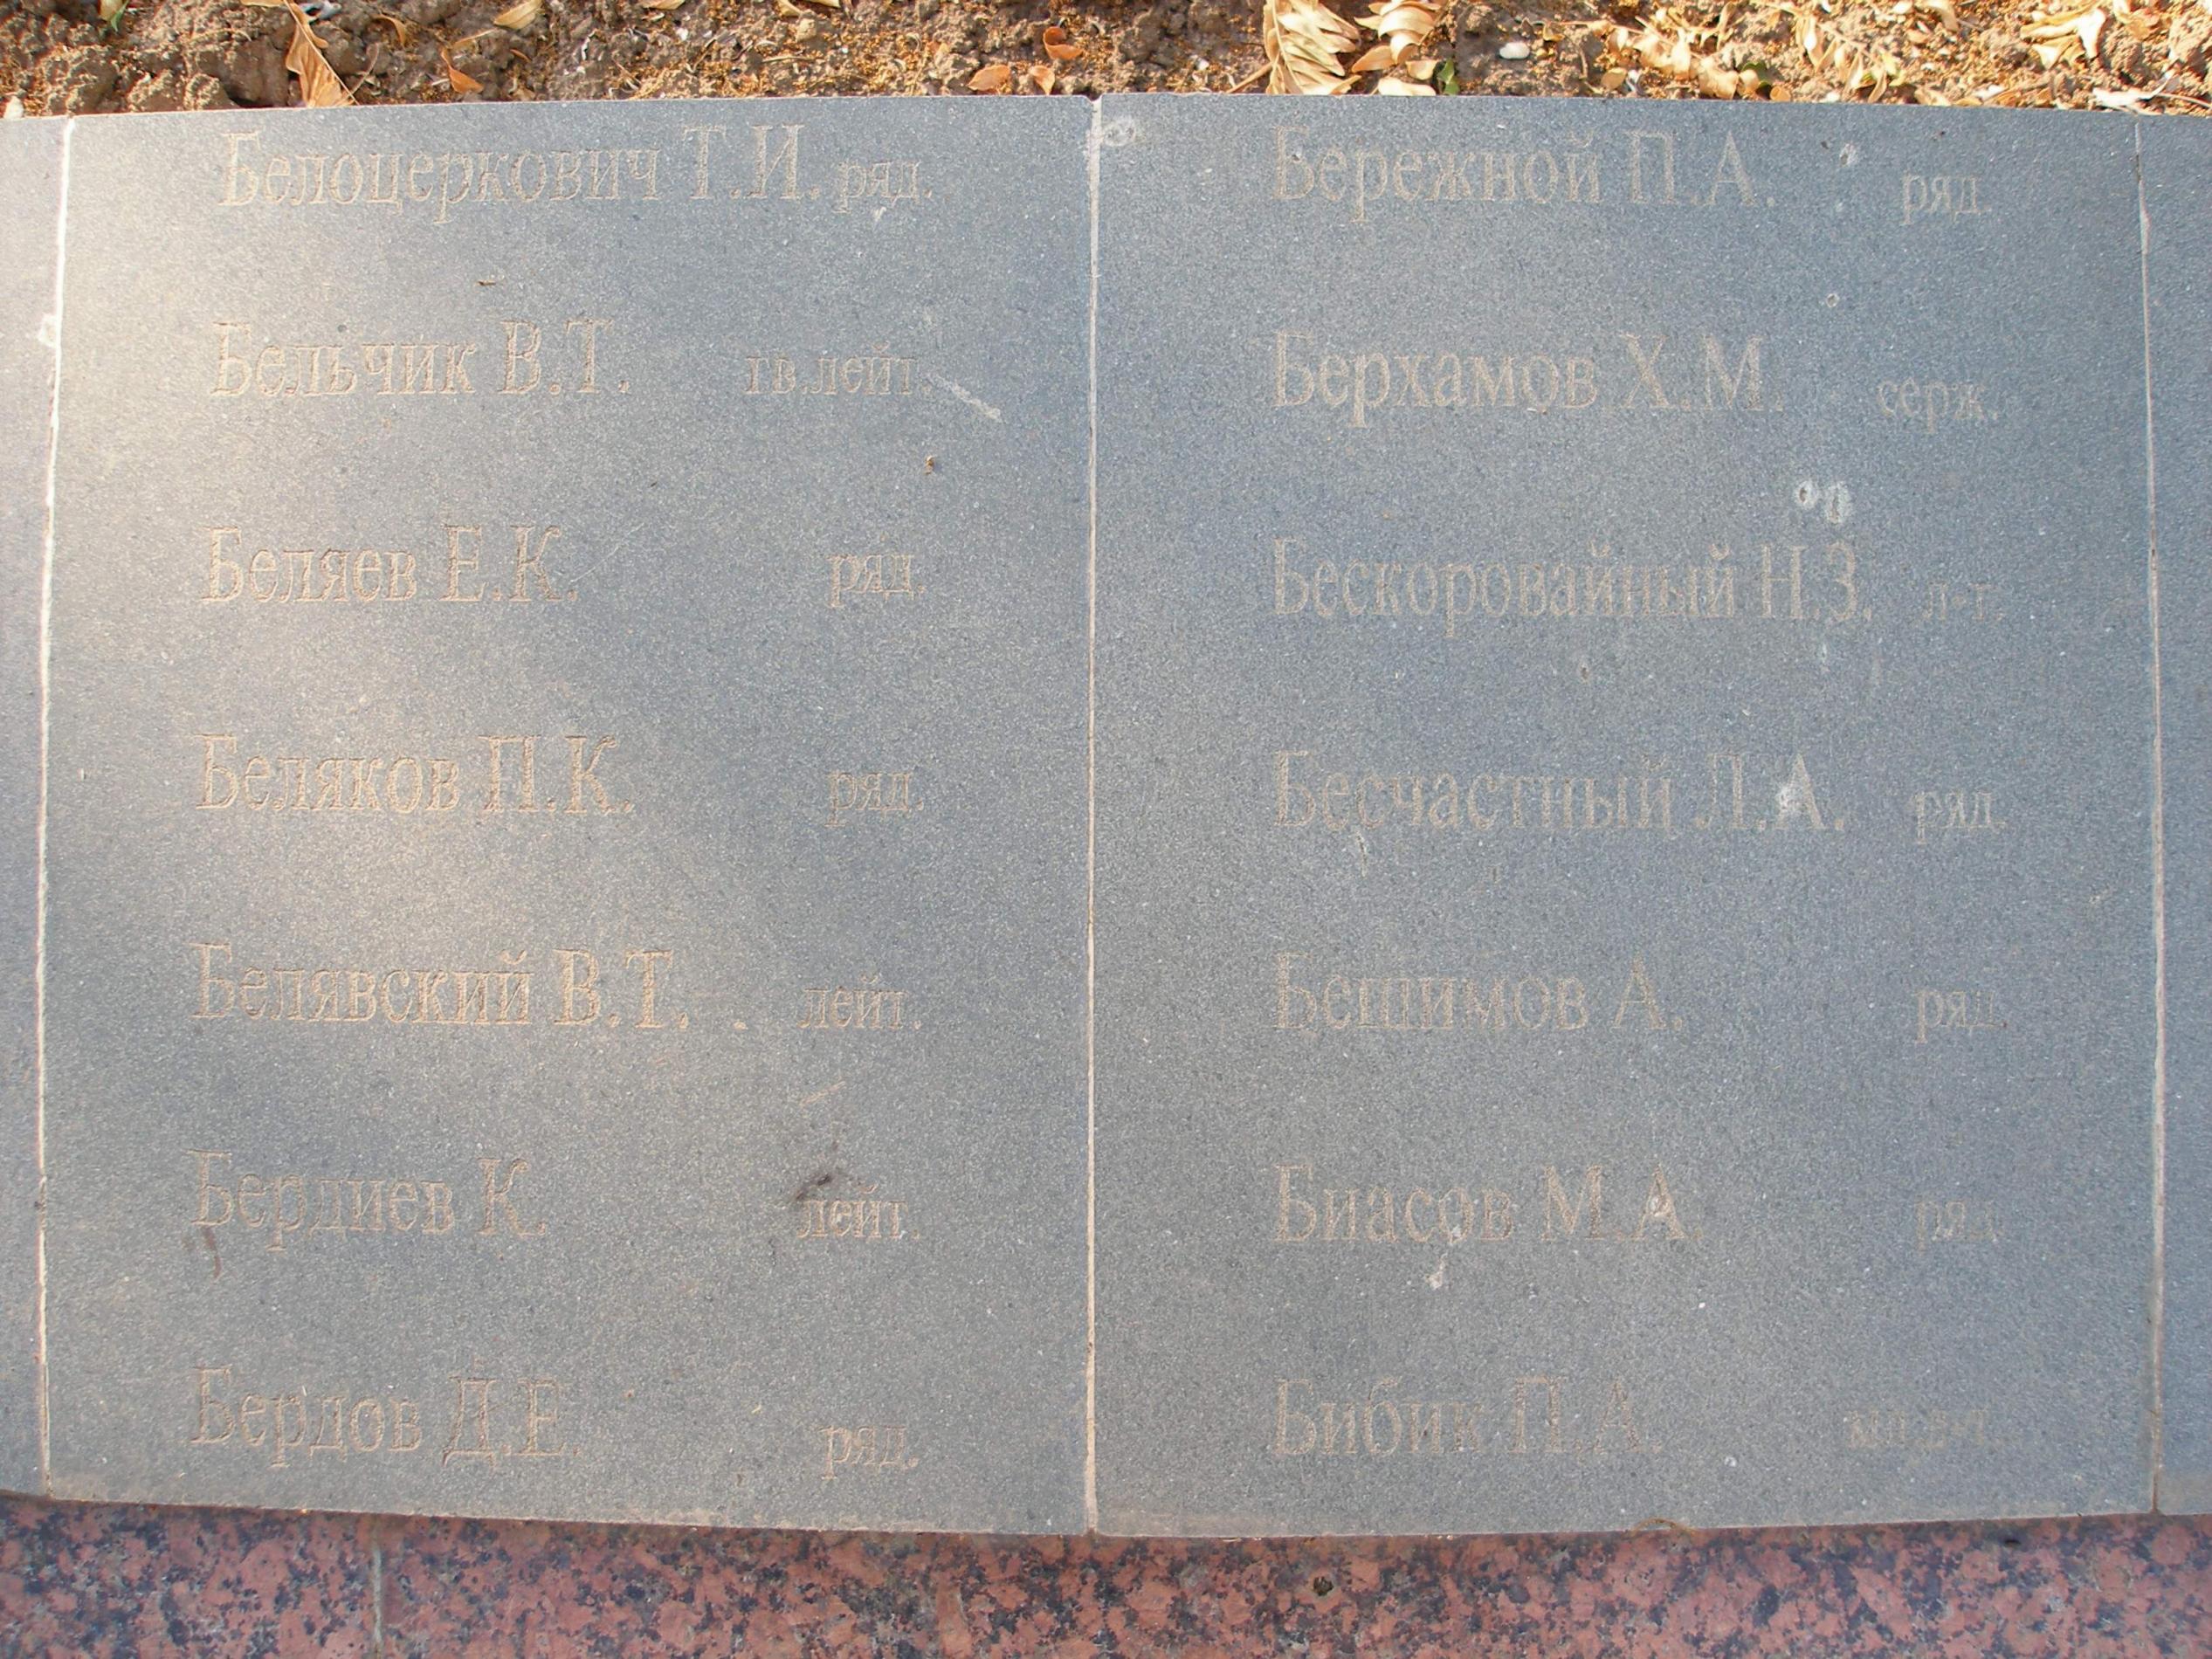 Белоцеркович Т.И. ряд.
Бельчик В.Т. гв.лейт.
Беляев Е.К. ряд.
Беляков П.К. ряд.
Белявский В.Т. лейт.
Бердиев К. лейт.
Бердов Д.Е. ряд.
Бережной П.А. ряд.
Берхамов Х.М. серж.
Бескоровайный Н.З. л-т.
Бесчастный Л.А. ряд.
Бешимов А. ряд.
Биасов М.А. ряд.
Бибик П.А.